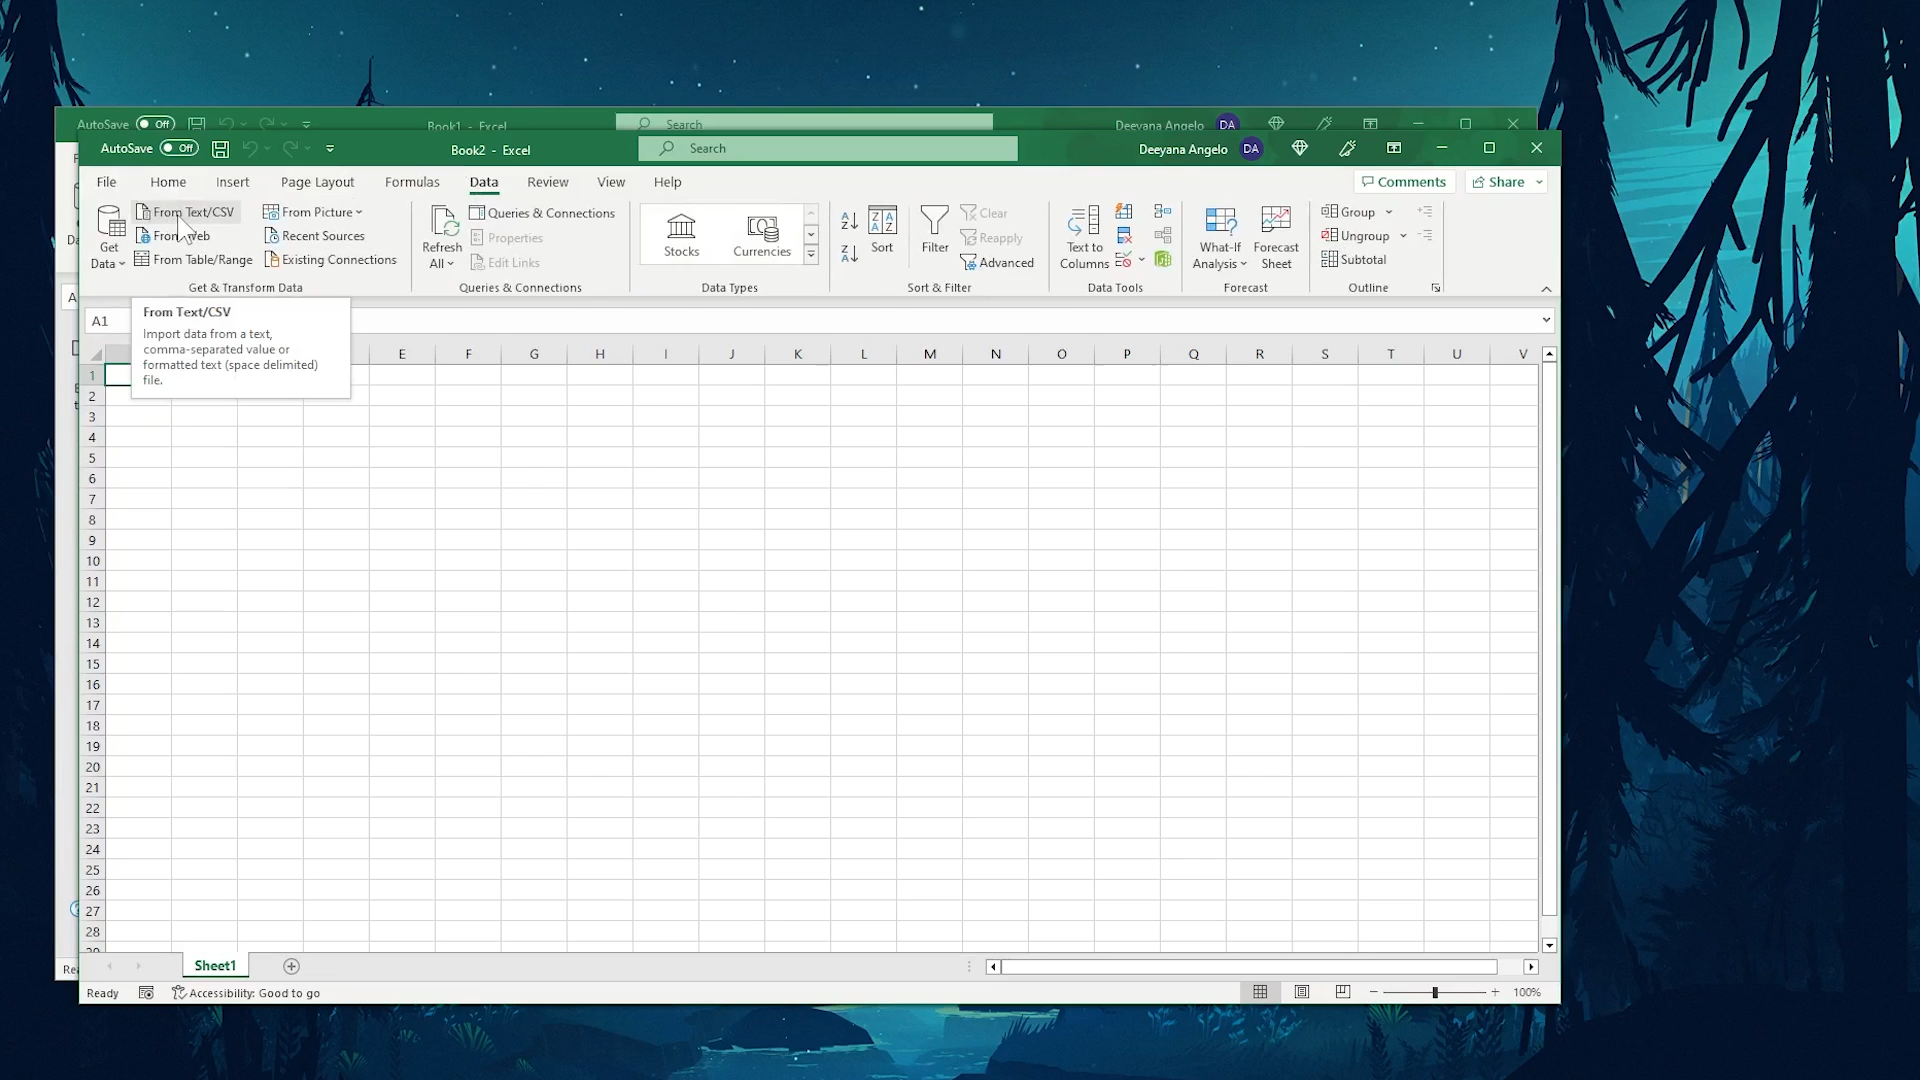 AutoSave Off Book1 - Excel Search Deeyana Angelo DA
AutoSave Off Book2 - Excel Search Deeyana Angelo DA
File Home Insert Page Layout Formulas Data Review View Help Comments Share
From Text/CSV From Picture Queries & Connections Clear Group
From Web Recent Sources Properties Reapply Ungroup
From Table/Range Existing Connections Edit Links Advanced Subtotal
Get Data Refresh All Stocks Currencies Sort Filter Text to Columns What-If Analysis Forecast Sheet
Get & Transform Data Queries & Connections Data Types Sort & Filter Data Tools Forecast Outline
A1
From Text/CSV
Import data from a text,
comma-separated value or
formatted text (space delimited)
file.
E F G H I J K L M N O P Q R S T U V
1
2
3
4
5
6
7
8
9
10
11
12
13
14
15
16
17
18
19
20
21
22
23
24
25
26
27
28
29
Sheet1
Ready Accessibility: Good to go 100%